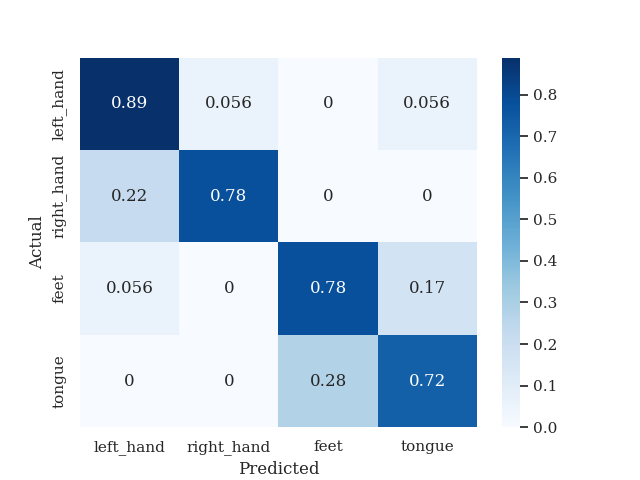 left_hand 0.89 0.056 0 0.056
right_hand 0.22 0.78 0 0
feet 0.056 0 0.78 0.17
tongue 0 0 0.28 0.72
left_hand right_hand feet tongue
Predicted
Actual
0.8
0.7
0.6
0.5
0.4
0.3
0.2
0.1
0.0